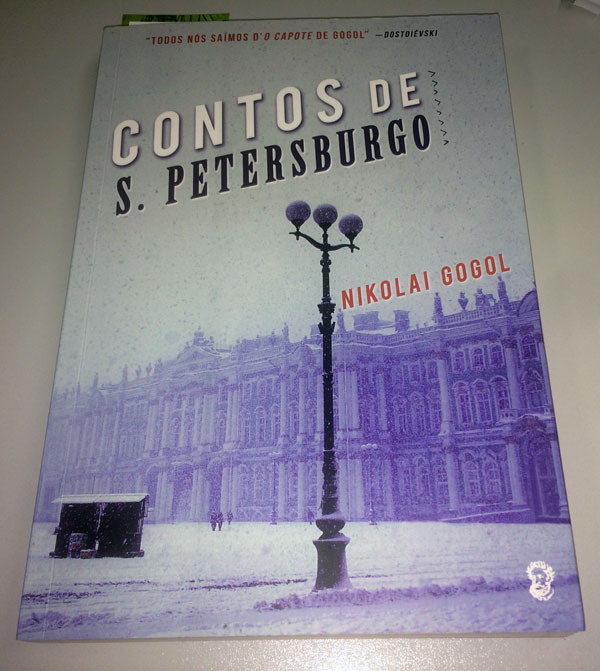 "TODOS NÓS SAÍMOS D'O CAPOTE DE GOGOL" —DOSTOIÉVSKI
CONTOS DE
S. PETERSBURGO
NIKOLAI GOGOL